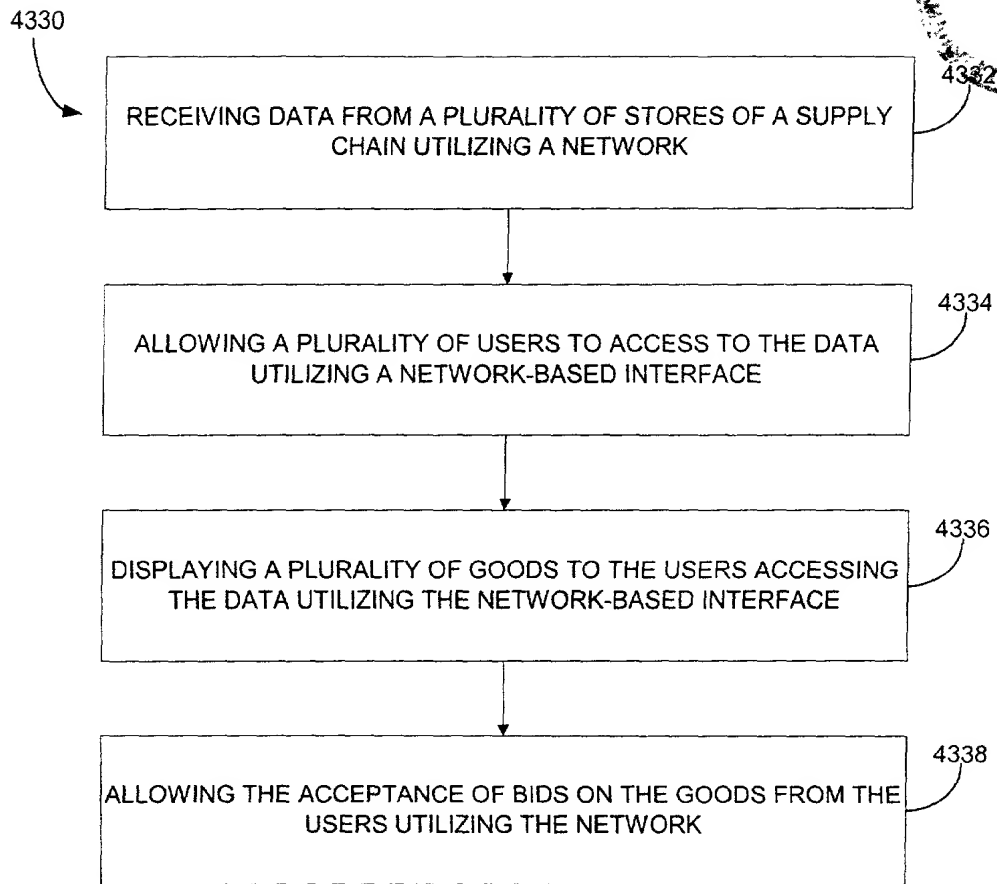 4330
4332
RECEIVING DATA FROM A PLURALITY OF STORES OF A SUPPLY
CHAIN UTILIZING A NETWORK
4334
ALLOWING A PLURALITY OF USERS TO ACCESS TO THE DATA
UTILIZING A NETWORK-BASED INTERFACE
4336
DISPLAYING A PLURALITY OF GOODS TO THE USERS ACCESSING
THE DATA UTILIZING THE NETWORK-BASED INTERFACE
4338
ALLOWING THE ACCEPTANCE OF BIDS ON THE GOODS FROM THE
USERS UTILIZING THE NETWORK